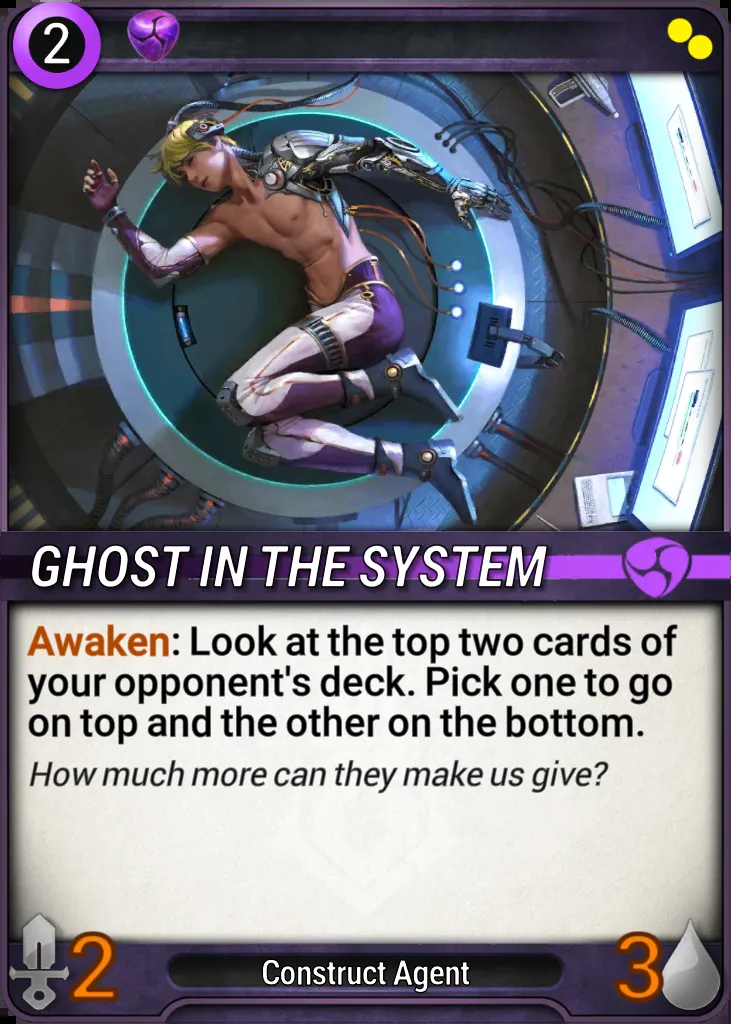 2
GHOST IN THE SYSTEM
Awaken: Look at the top two cards of
your opponent's deck. Pick one to go
on top and the other on the bottom.
How much more can they make us give?
2
Construct Agent
3